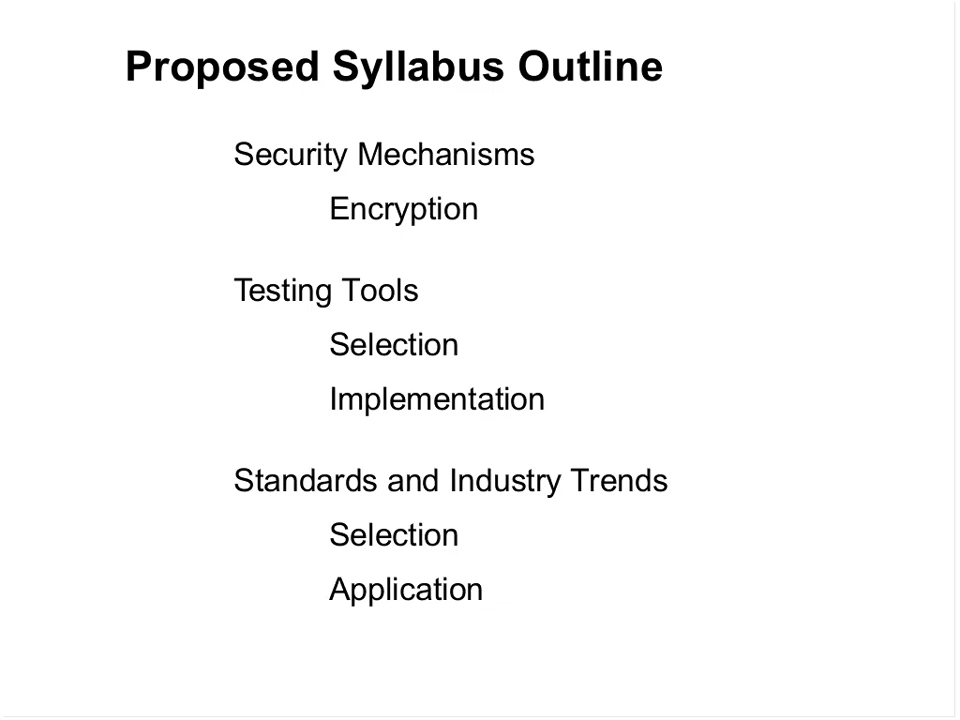 Proposed Syllabus Outline
Security Mechanisms
Encryption
Testing Tools
Selection
Implementation
Standards and Industry Trends
Selection
Application